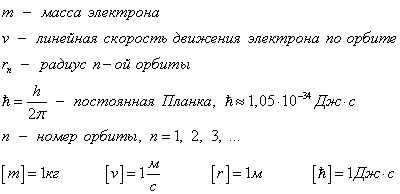 m – масса электрона
v – линейная скорость движения электрона по орбите
rₙ – радиус n–ой орбиты
ħ = h/2π – постоянная Планка, ħ ≈ 1,05·10⁻³⁴ Дж·с
n – номер орбиты, n = 1, 2, 3, ...
[m] = 1кг [v] = 1 м/с [r] = 1м [ħ] = 1Дж·с